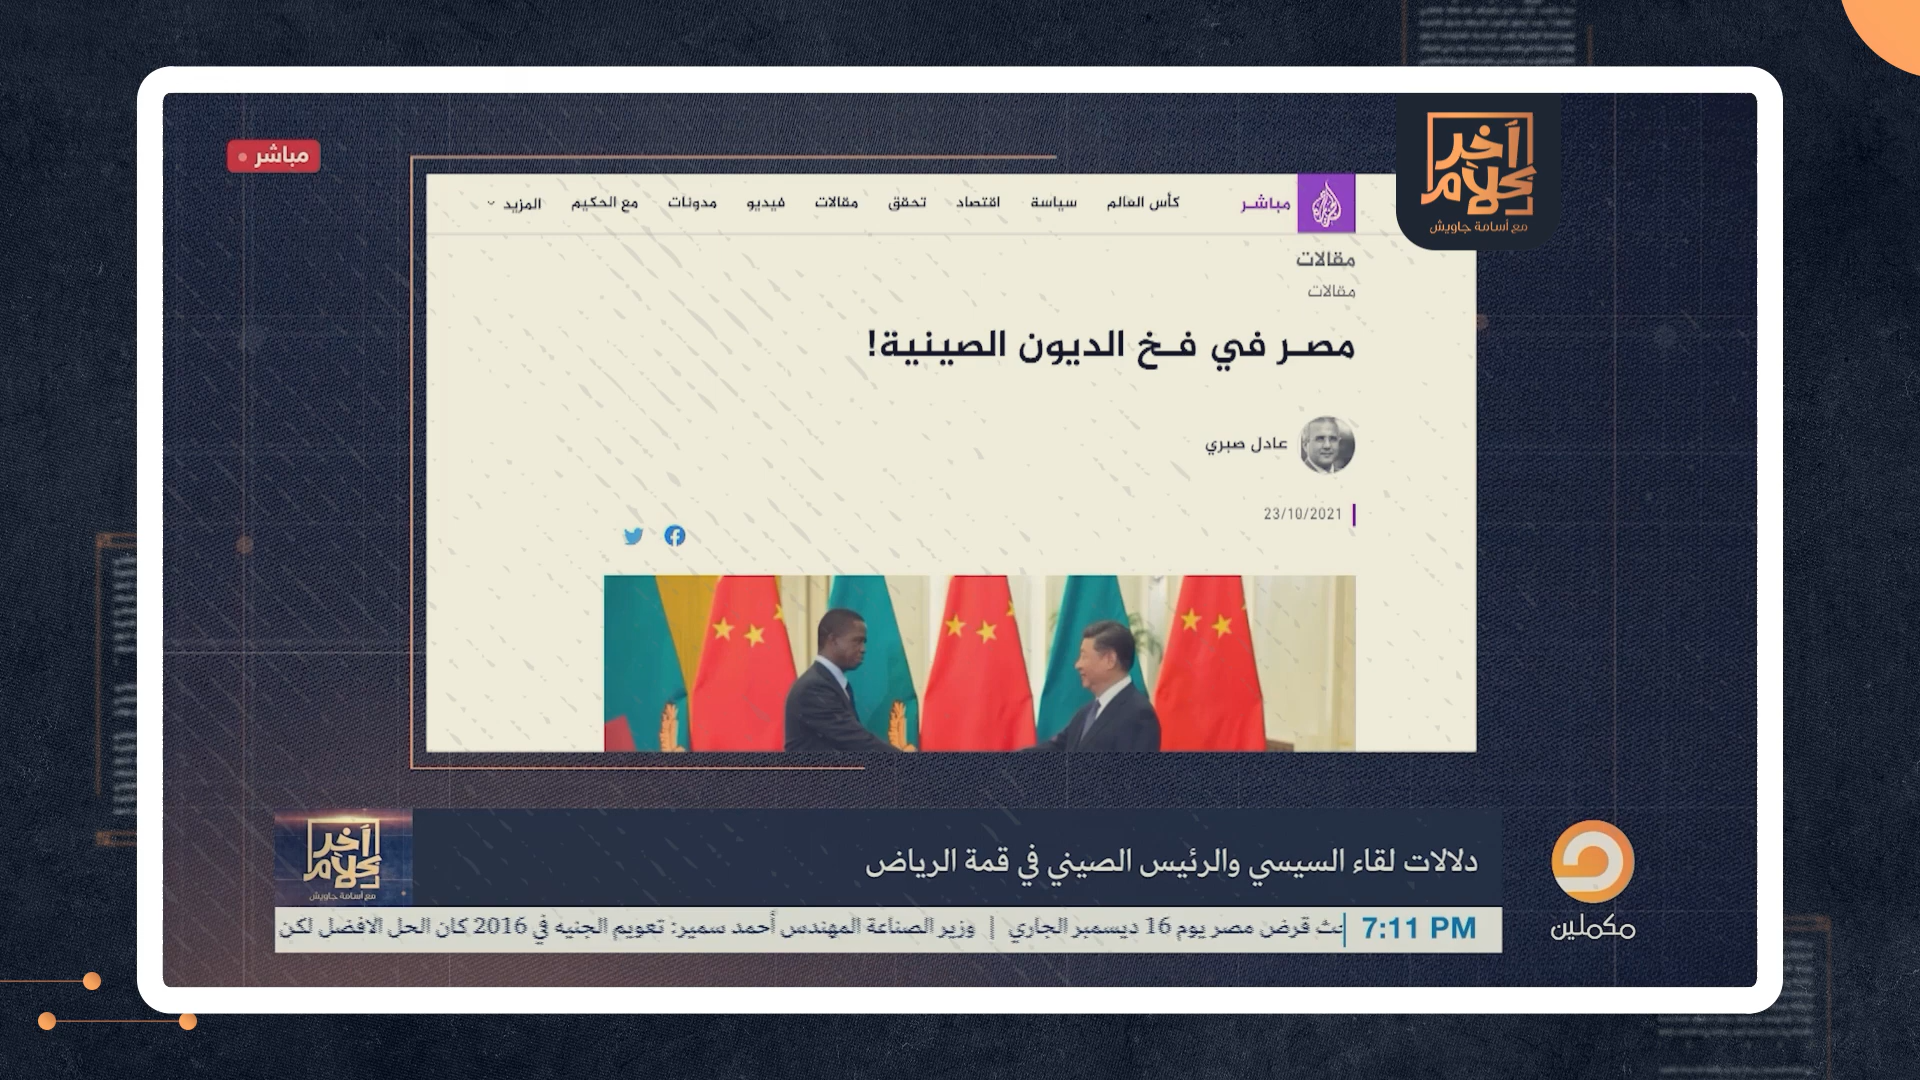 مباشر
آخر كلام
مع أسامة جاويش
مباشر كأس العالم سياسة اقتصاد تحقق مقالات فيديو مدونات مع الحكيم المزيد
مقالات
مقالات
مصر في فخ الديون الصينية!
عادل صبري
23/10/2021
دلالات لقاء السيسي والرئيس الصيني في قمة الرياض
آخر كلام
مع أسامة جاويش
7:11 PM قرض مصر يوم 16 ديسمبر الجاري | وزير الصناعة المهندس أحمد سمير: تعويم الجنيه في 2016 كان الحل الافضل لكن
مكملين